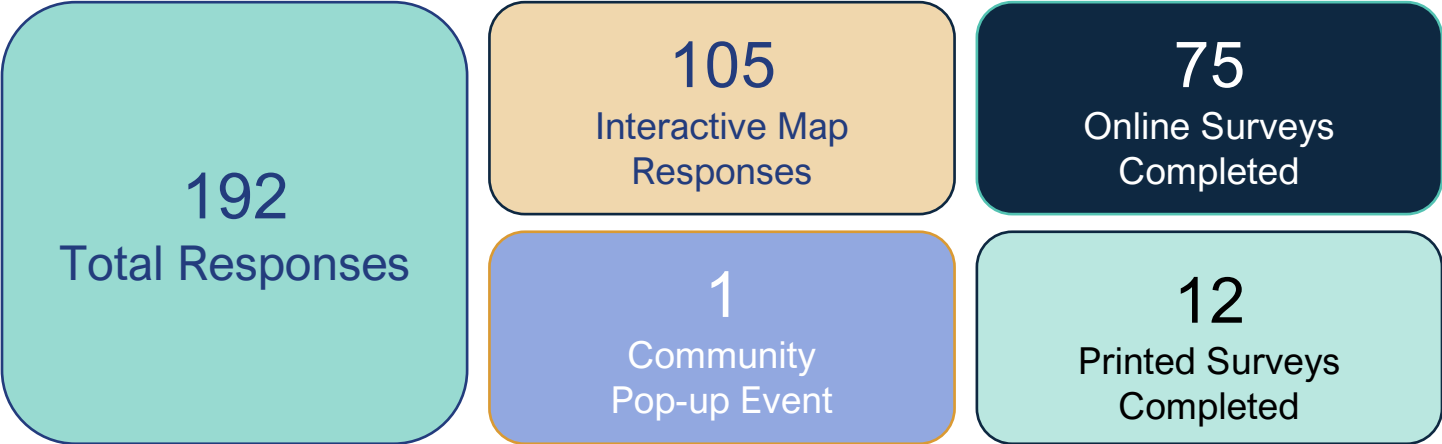 192
Total Responses
105
Interactive Map
Responses
75
Online Surveys
Completed
1
Community
Pop-up Event
12
Printed Surveys
Completed